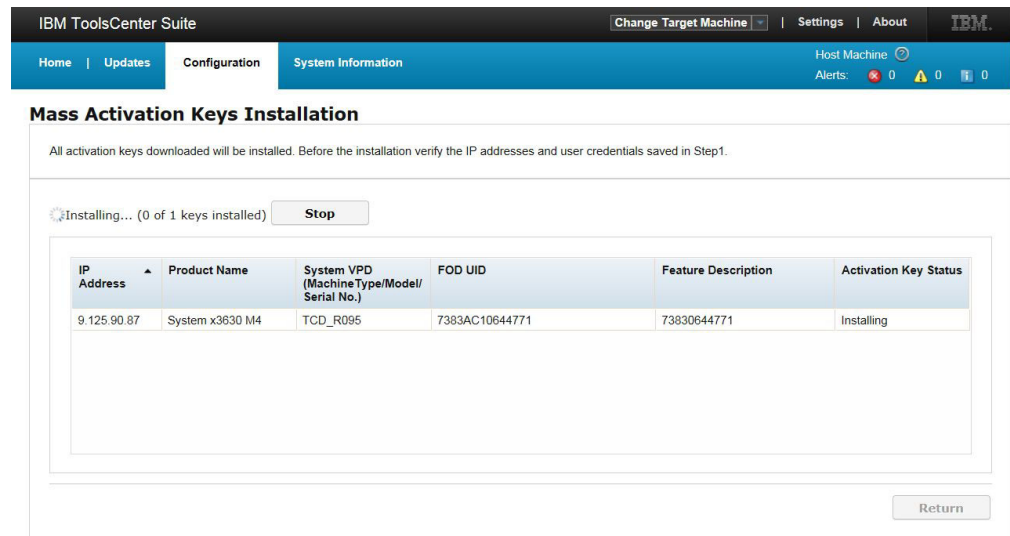 IBM ToolsCenter Suite
Change Target Machine | Settings | About IBM.
Home | Updates Configuration System Information
Host Machine ?
Alerts: 0 0 0
Mass Activation Keys Installation
All activation keys downloaded will be installed. Before the installation verify the IP addresses and user credentials saved in Step1.
Installing... (0 of 1 keys installed) Stop
IP Address Product Name System VPD (MachineType/Model/Serial No.) FOD UID Feature Description Activation Key Status
9.125.90.87 System x3630 M4 TCD_R095 7383AC10644771 73830644771 Installing
Return